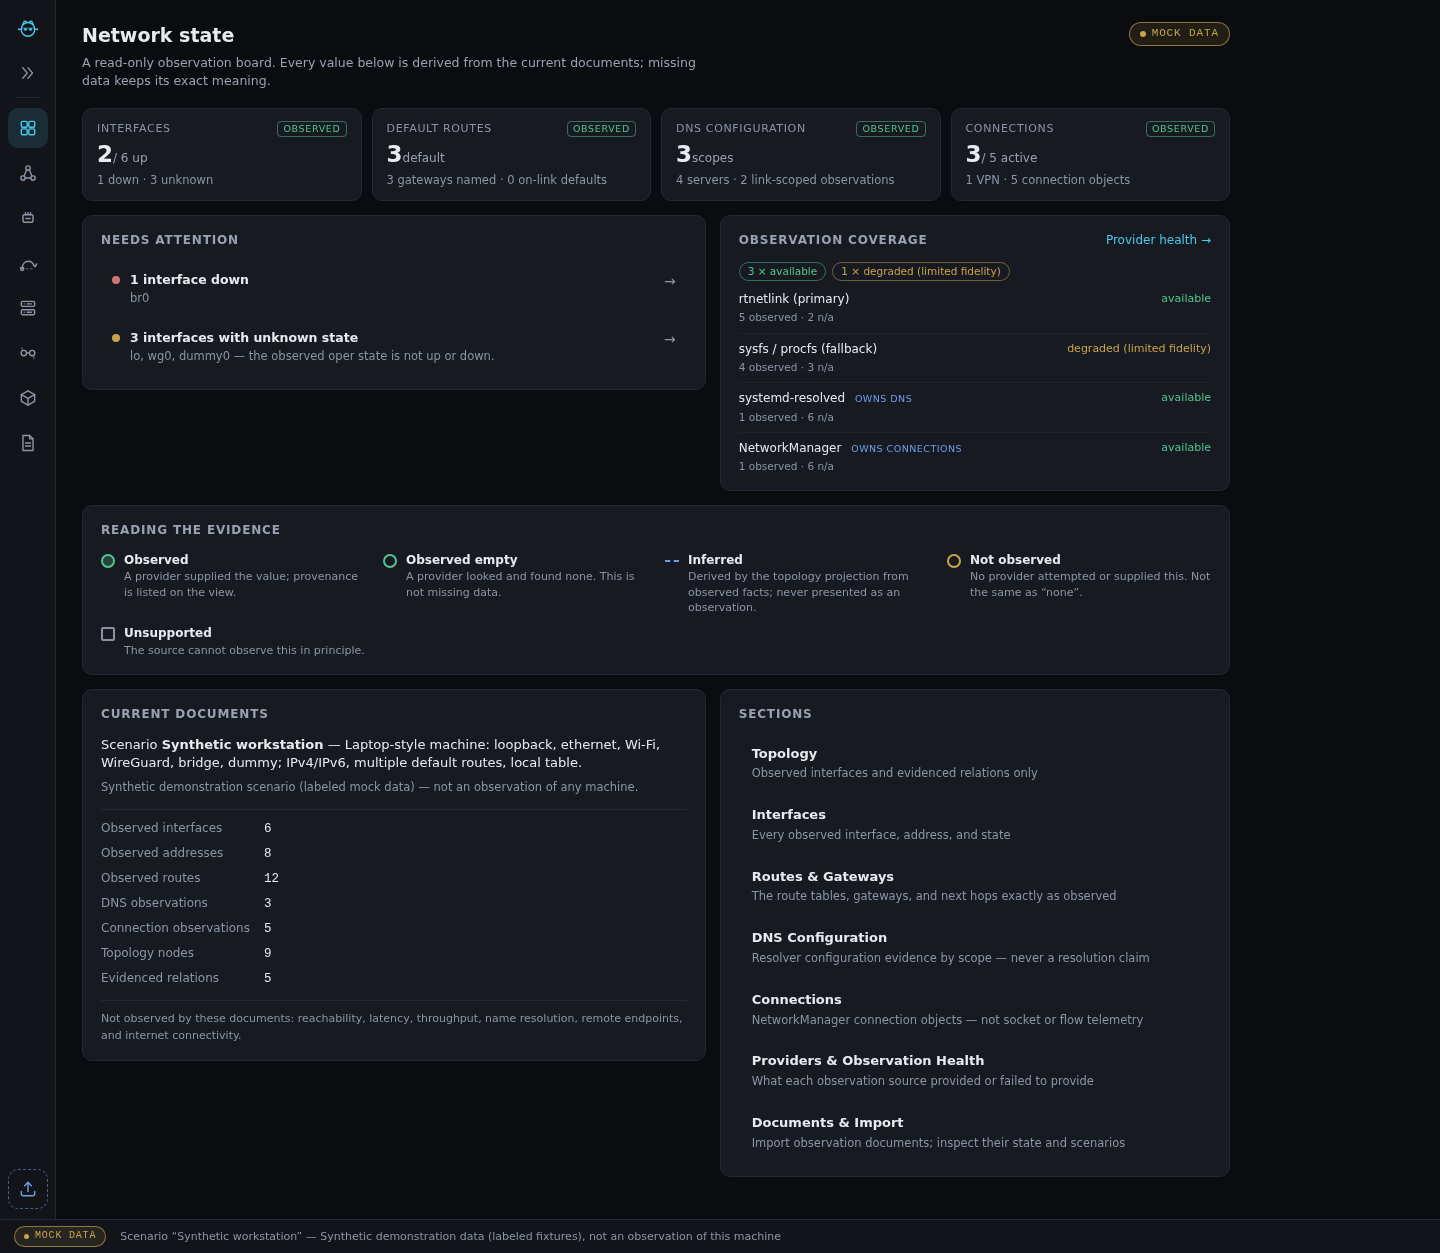 Network state
MOCK DATA
A read-only observation board. Every value below is derived from the current documents; missing
data keeps its exact meaning.
INTERFACES
OBSERVED
2/ 6 up
1 down · 3 unknown
DEFAULT ROUTES
OBSERVED
3default
3 gateways named · 0 on-link defaults
DNS CONFIGURATION
OBSERVED
3scopes
4 servers · 2 link-scoped observations
CONNECTIONS
OBSERVED
3/ 5 active
1 VPN · 5 connection objects
NEEDS ATTENTION
1 interface down →
br0
3 interfaces with unknown state →
lo, wg0, dummy0 — the observed oper state is not up or down.
OBSERVATION COVERAGE
Provider health →
3 × available
1 × degraded (limited fidelity)
rtnetlink (primary)
available
5 observed · 2 n/a
sysfs / procfs (fallback)
degraded (limited fidelity)
4 observed · 3 n/a
systemd-resolved OWNS DNS
available
1 observed · 6 n/a
NetworkManager OWNS CONNECTIONS
available
1 observed · 6 n/a
READING THE EVIDENCE
Observed
A provider supplied the value; provenance
is listed on the view.
Observed empty
A provider looked and found none. This is
not missing data.
Inferred
Derived by the topology projection from
observed facts; never presented as an
observation.
Not observed
No provider attempted or supplied this. Not
the same as “none”.
Unsupported
The source cannot observe this in principle.
CURRENT DOCUMENTS
Scenario Synthetic workstation — Laptop-style machine: loopback, ethernet, Wi-Fi,
WireGuard, bridge, dummy; IPv4/IPv6, multiple default routes, local table.
Synthetic demonstration scenario (labeled mock data) — not an observation of any machine.
Observed interfaces 6
Observed addresses 8
Observed routes 12
DNS observations 3
Connection observations 5
Topology nodes 9
Evidenced relations 5
Not observed by these documents: reachability, latency, throughput, name resolution, remote endpoints,
and internet connectivity.
SECTIONS
Topology
Observed interfaces and evidenced relations only
Interfaces
Every observed interface, address, and state
Routes & Gateways
The route tables, gateways, and next hops exactly as observed
DNS Configuration
Resolver configuration evidence by scope — never a resolution claim
Connections
NetworkManager connection objects — not socket or flow telemetry
Providers & Observation Health
What each observation source provided or failed to provide
Documents & Import
Import observation documents; inspect their state and scenarios
MOCK DATA
Scenario “Synthetic workstation” — Synthetic demonstration data (labeled fixtures), not an observation of this machine